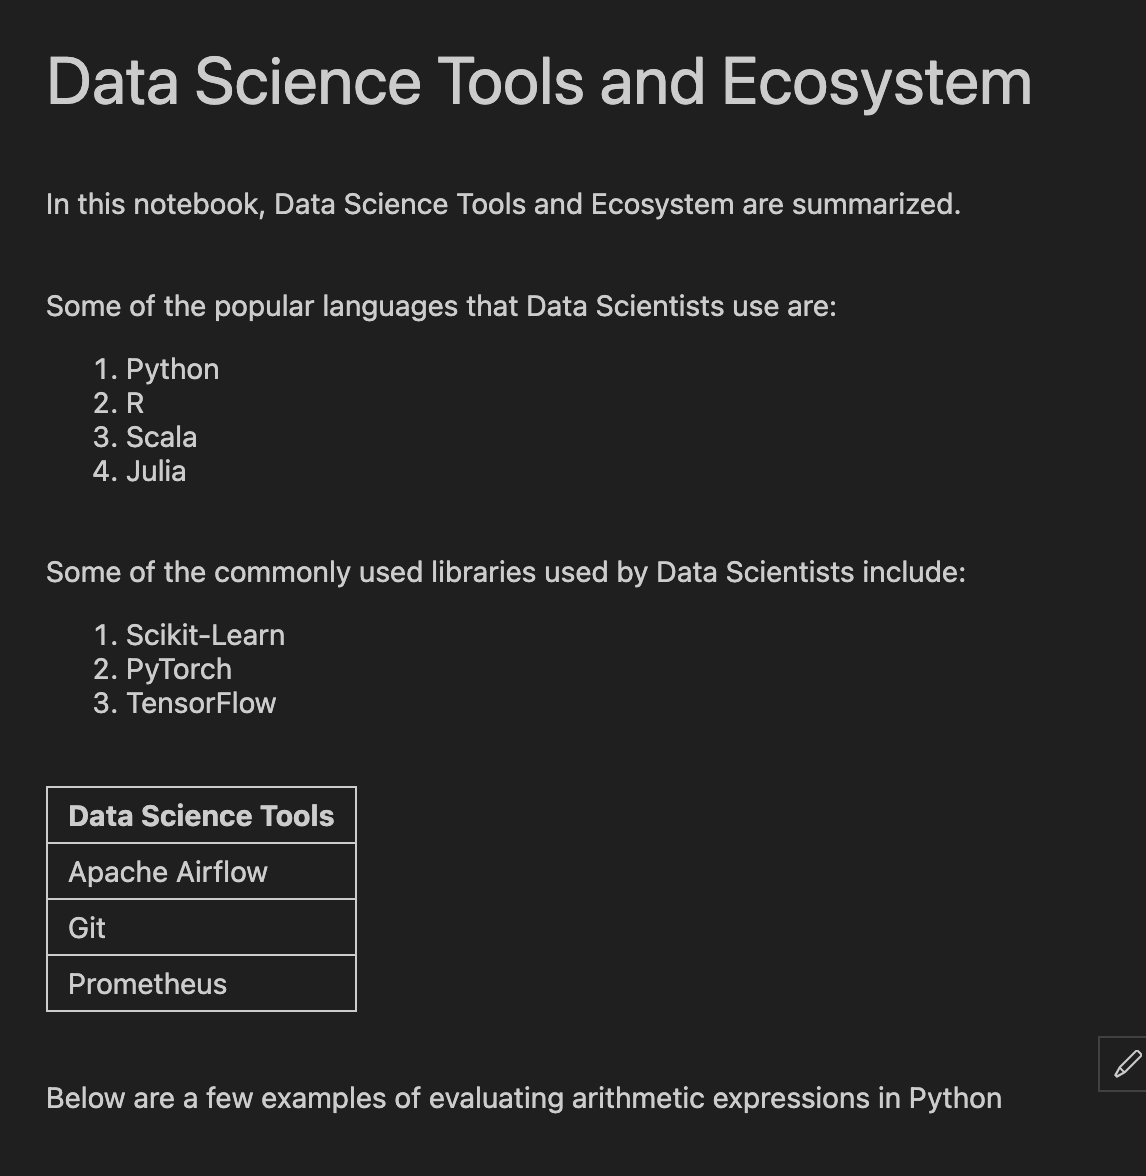 Data Science Tools and Ecosystem
In this notebook, Data Science Tools and Ecosystem are summarized.
Some of the popular languages that Data Scientists use are:
1. Python
2. R
3. Scala
4. Julia
Some of the commonly used libraries used by Data Scientists include:
1. Scikit-Learn
2. PyTorch
3. TensorFlow
Data Science Tools
Apache Airflow
Git
Prometheus
Below are a few examples of evaluating arithmetic expressions in Python